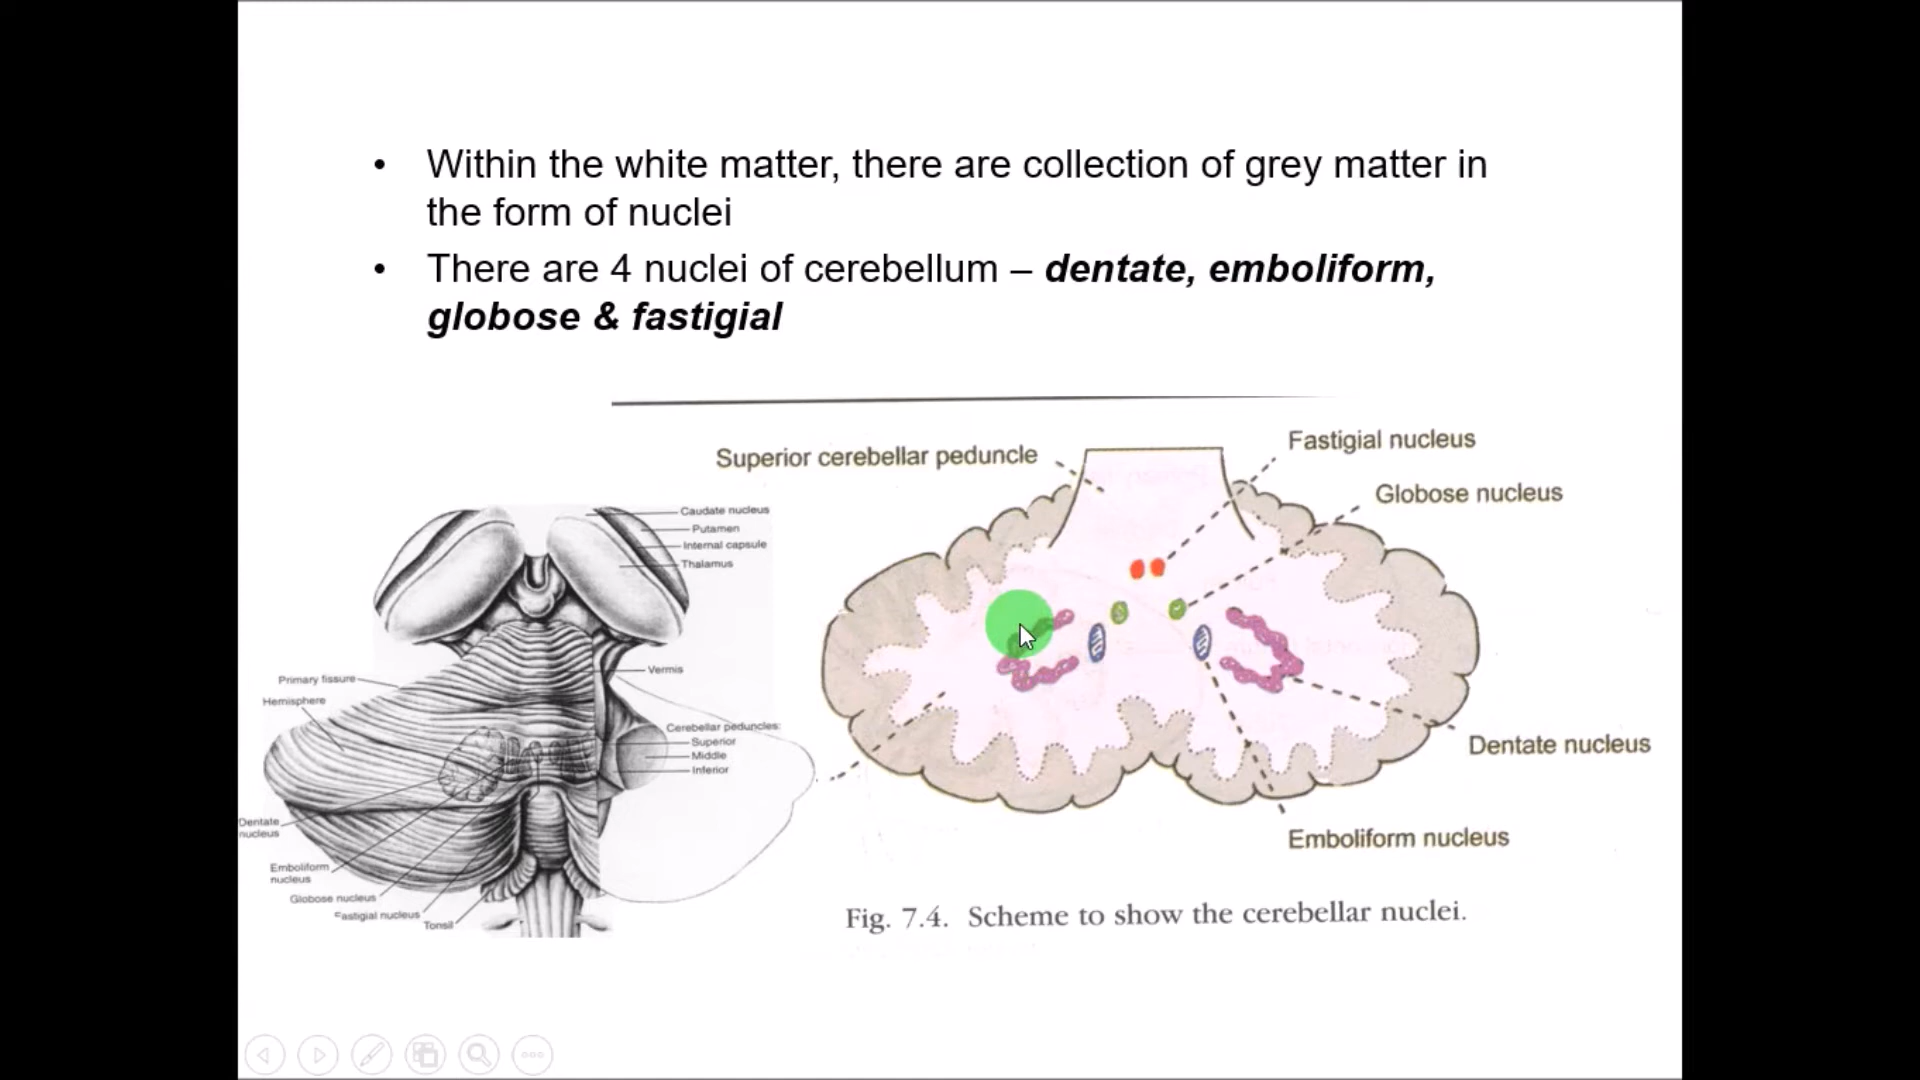 • Within the white matter, there are collection of grey matter in
the form of nuclei
• There are 4 nuclei of cerebellum – dentate, emboliform,
globose & fastigial
Superior cerebellar peduncle
Fastigial nucleus
Globose nucleus
Dentate nucleus
Emboliform nucleus
Fig. 7.4. Scheme to show the cerebellar nuclei.
Caudate nucleus
Putamen
Internal capsule
Thalamus
Vermis
Primary fissure
Hemisphere
Cerebellar peduncles:
Superior
Middle
Inferior
Dentate
nucleus
Emboliform
nucleus
Globose nucleus
Fastigial nucleus
Tonsil